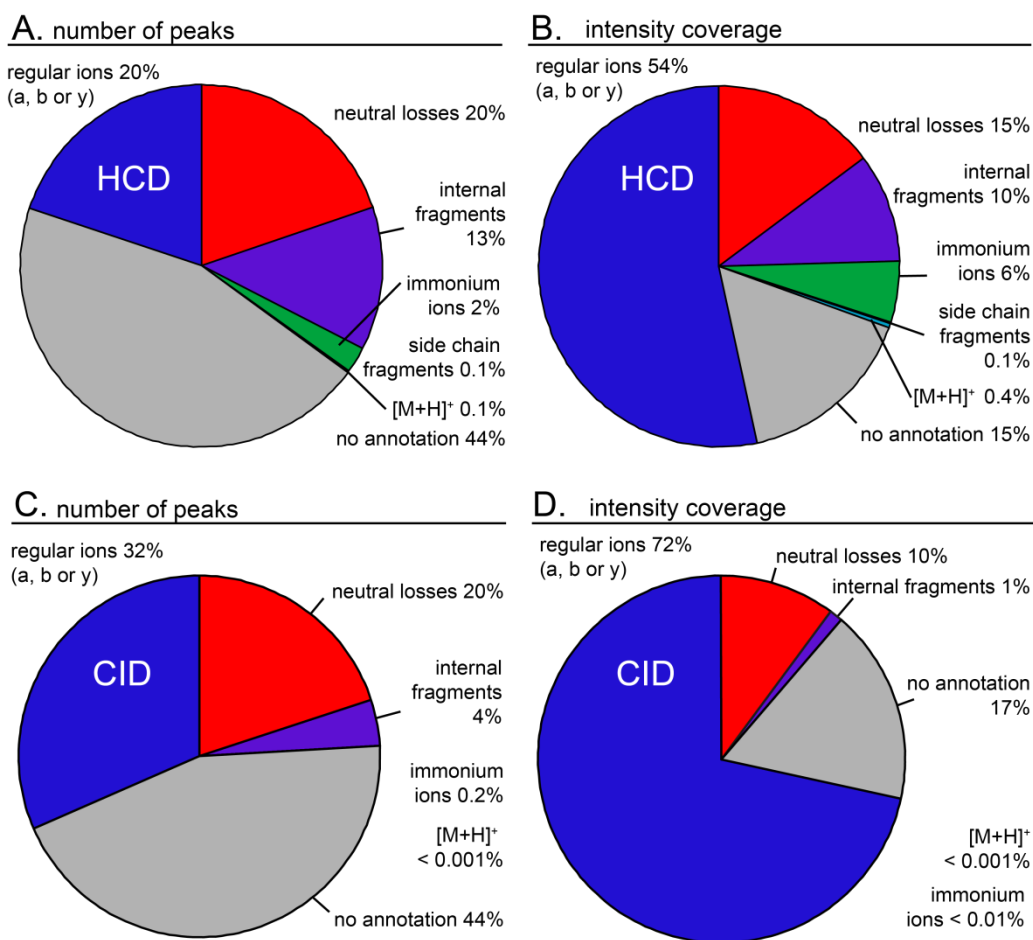 A. number of peaks
regular ions 20%
(a, b or y)
neutral losses 20%
HCD
internal
fragments
13%
immonium
ions 2%
side chain
fragments 0.1%
[M+H]⁺ 0.1%
no annotation 44%
B. intensity coverage
regular ions 54%
(a, b or y)
neutral losses 15%
HCD
internal
fragments 10%
immonium
ions 6%
side chain
fragments
0.1%
[M+H]⁺ 0.4%
no annotation 15%
C. number of peaks
regular ions 32%
(a, b or y)
neutral losses 20%
CID
internal
fragments
4%
immonium
ions 0.2%
[M+H]⁺
< 0.001%
no annotation 44%
D. intensity coverage
regular ions 72%
(a, b or y)
neutral losses 10%
internal fragments 1%
CID
no annotation
17%
[M+H]⁺
< 0.001%
immonium
ions < 0.01%